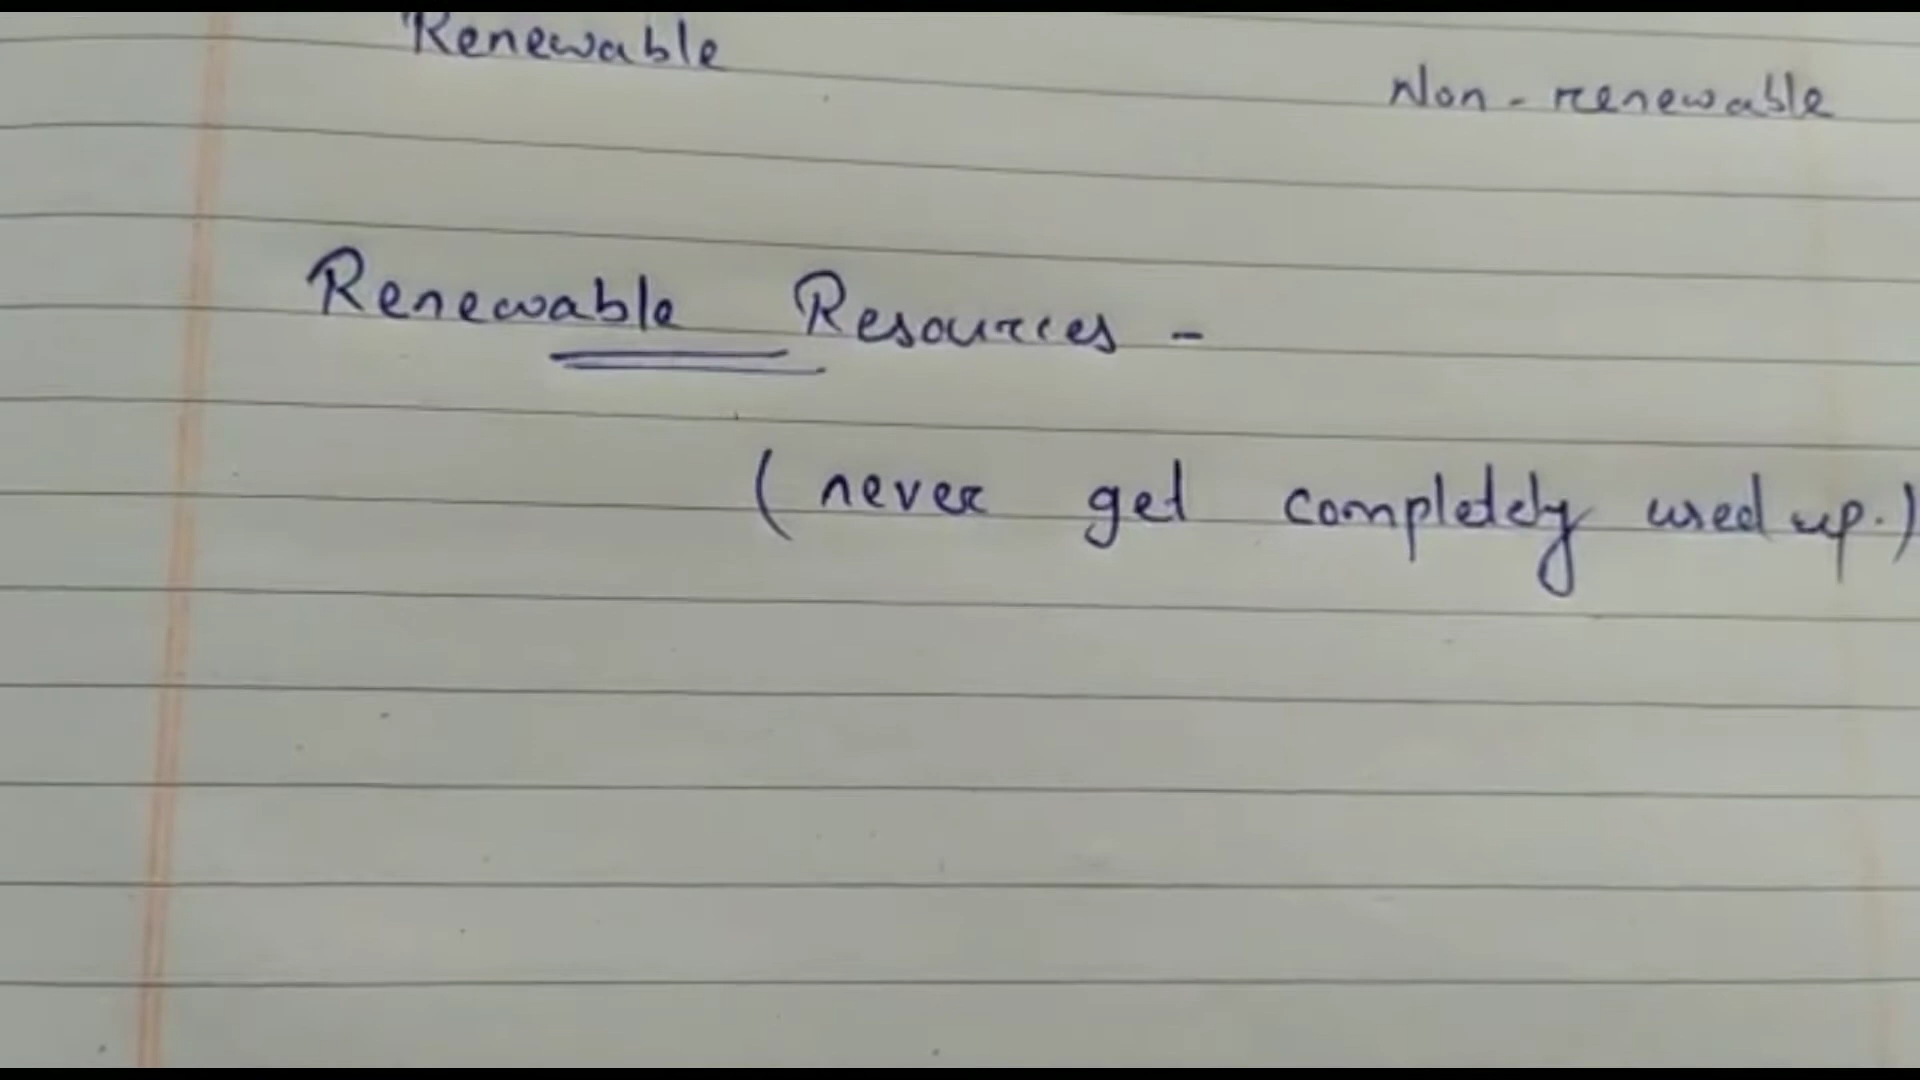 Renewable
Non-renewable
Renewable Resources -
(never get completely used up.)